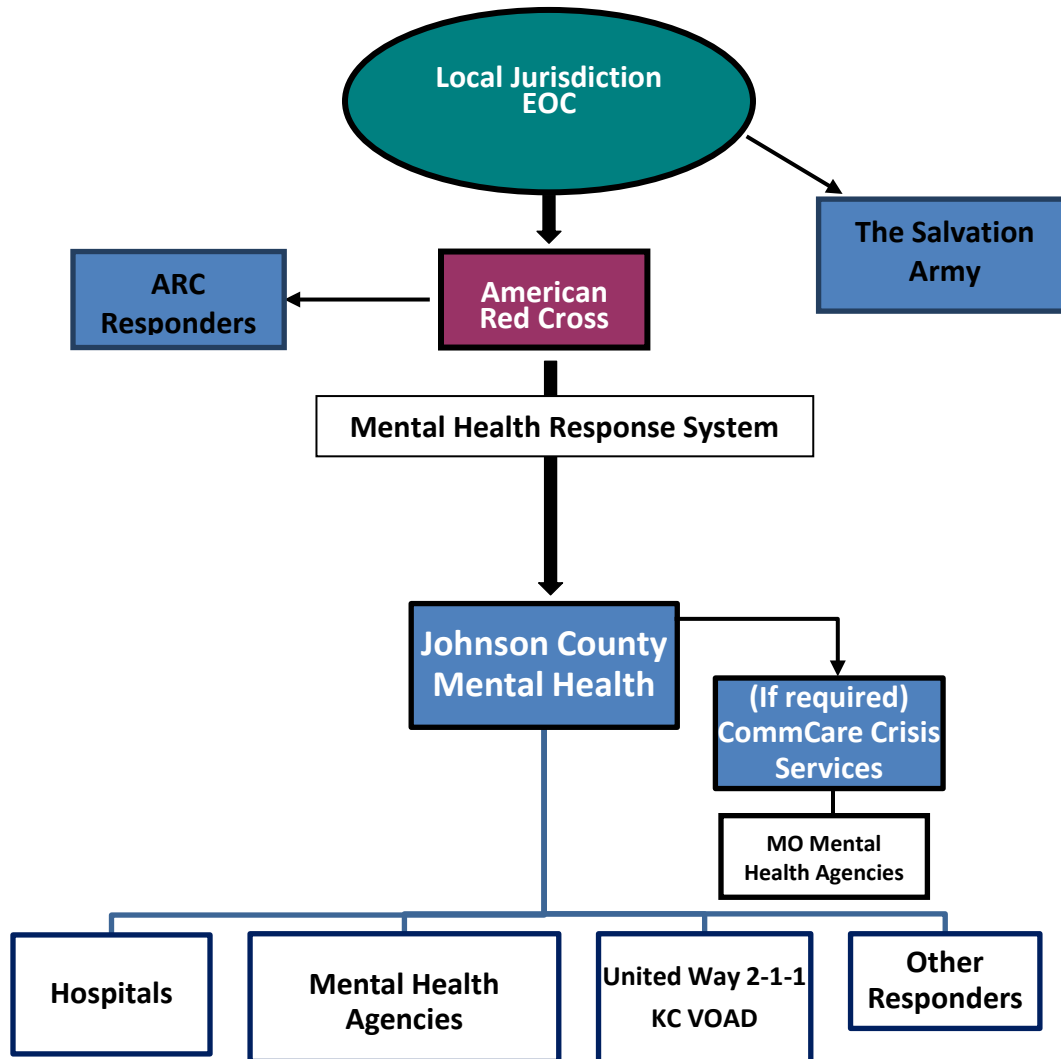 Local Jurisdiction
EOC
The Salvation
Army
ARC
Responders
American
Red Cross
Mental Health Response System
Johnson County
Mental Health
(If required)
CommCare Crisis
Services
MO Mental
Health Agencies
Hospitals
Mental Health
Agencies
United Way 2-1-1
KC VOAD
Other
Responders